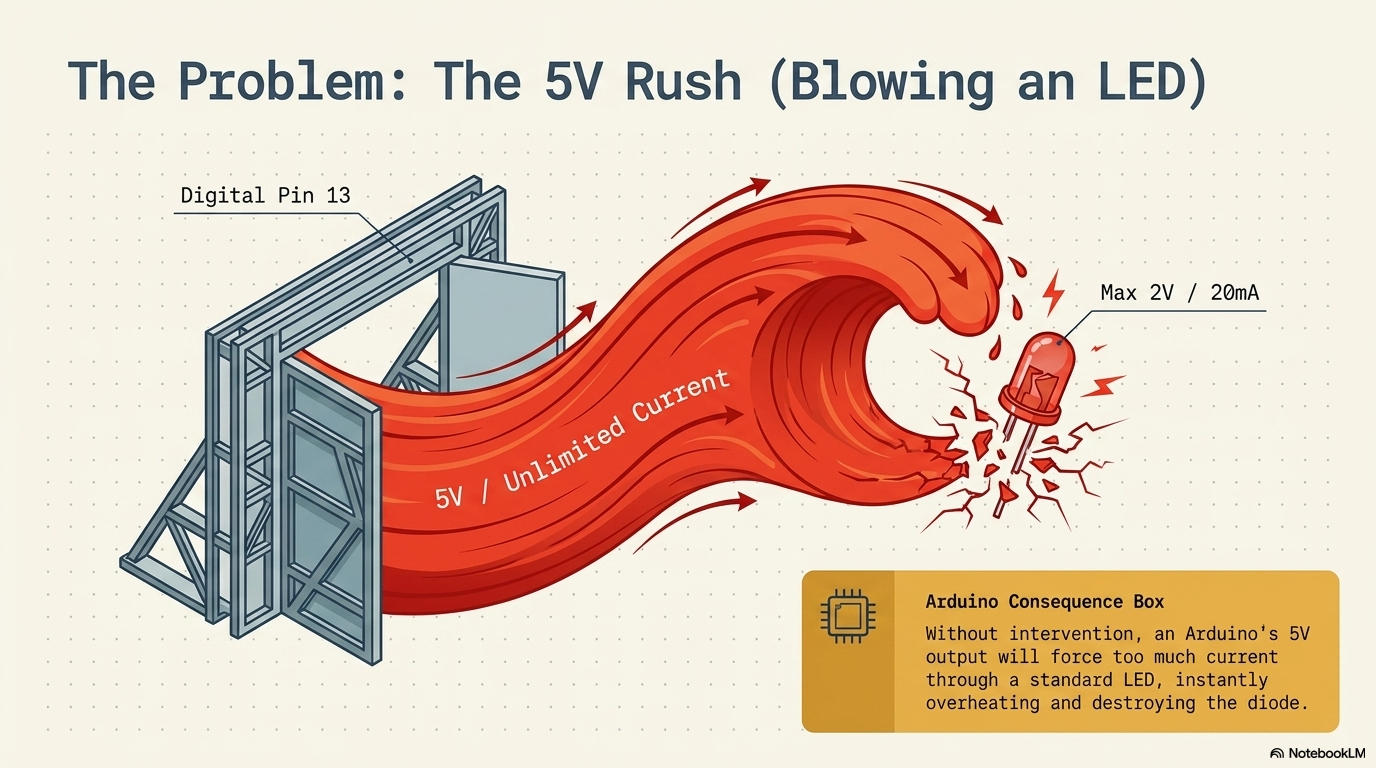 The Problem: The 5V Rush (Blowing an LED)
Digital Pin 13
Max 2V / 20mA
5V / Unlimited Current
Arduino Consequence Box
Without intervention, an Arduino's 5V
output will force too much current
through a standard LED, instantly
overheating and destroying the diode.
NotebookLM